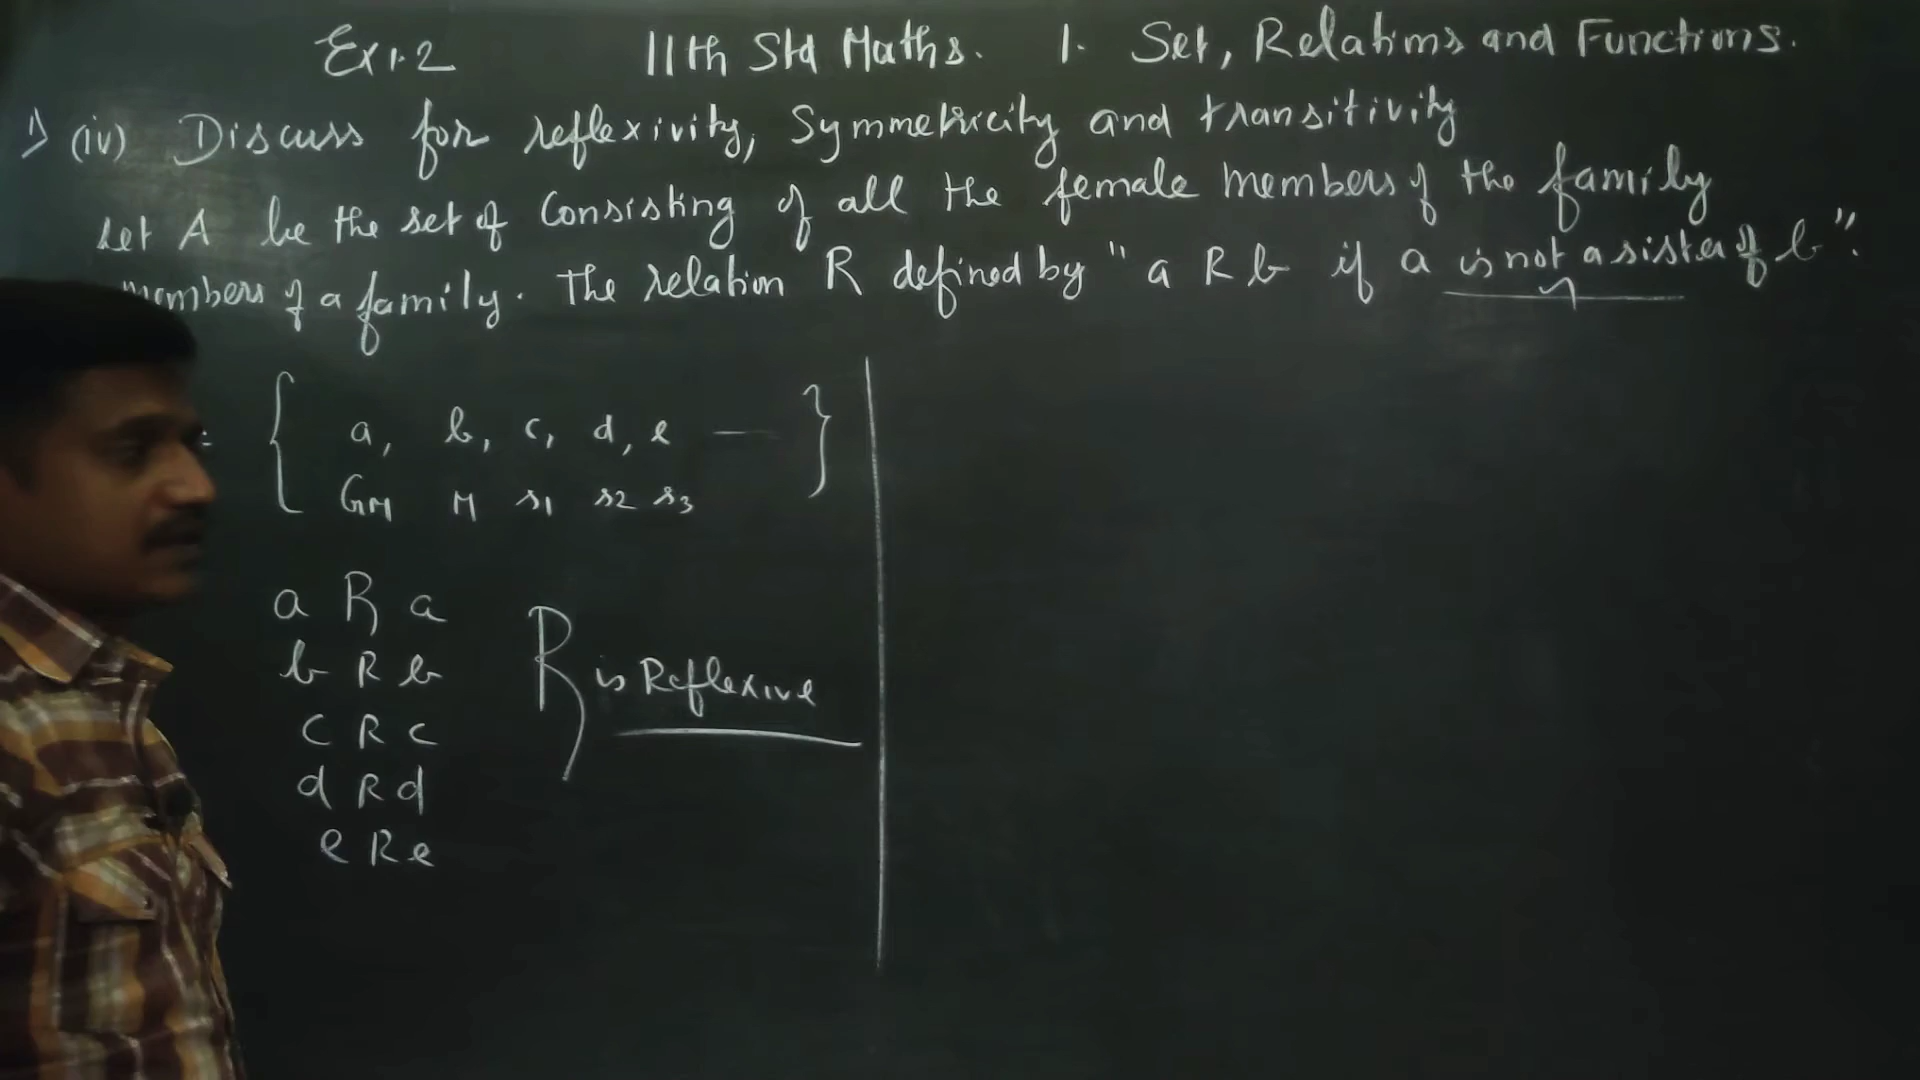 Ex 1.2 11th Std Maths. 1. Set, Relations and Functions.
1) (iv) Discuss for reflexivity, Symmetricity and transitivity
Let A be the set of Consisting of all the female members of the family
members of a family. The relation R defined by "a R b if a is not a sister of b".
= { a, b, c, d, e — }
GM M s1 s2 s3
a R a
b R b
R is Reflexive
c R c
d R d
e R e